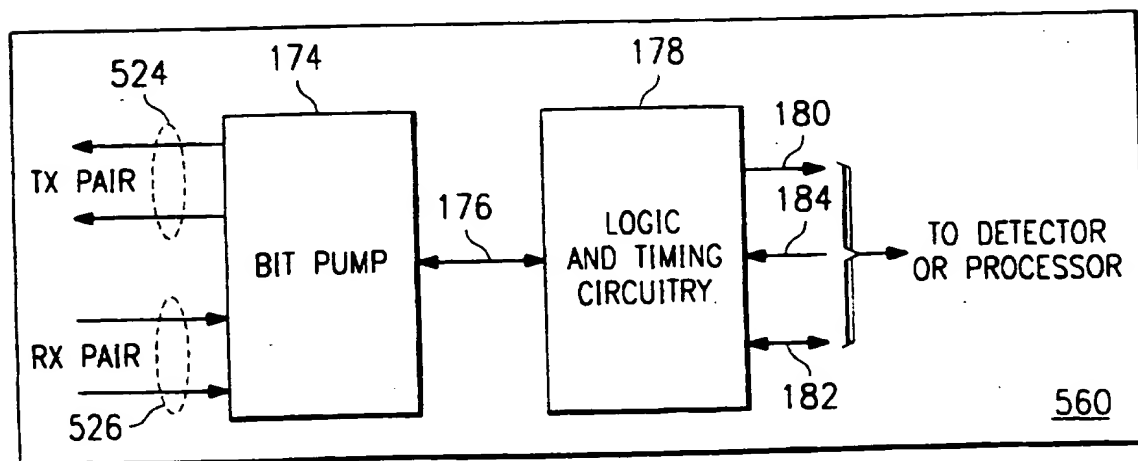 524
174
178
180
TX PAIR
184
176
BIT PUMP
LOGIC
AND TIMING
CIRCUITRY
TO DETECTOR
OR PROCESSOR
RX PAIR
526
182
560